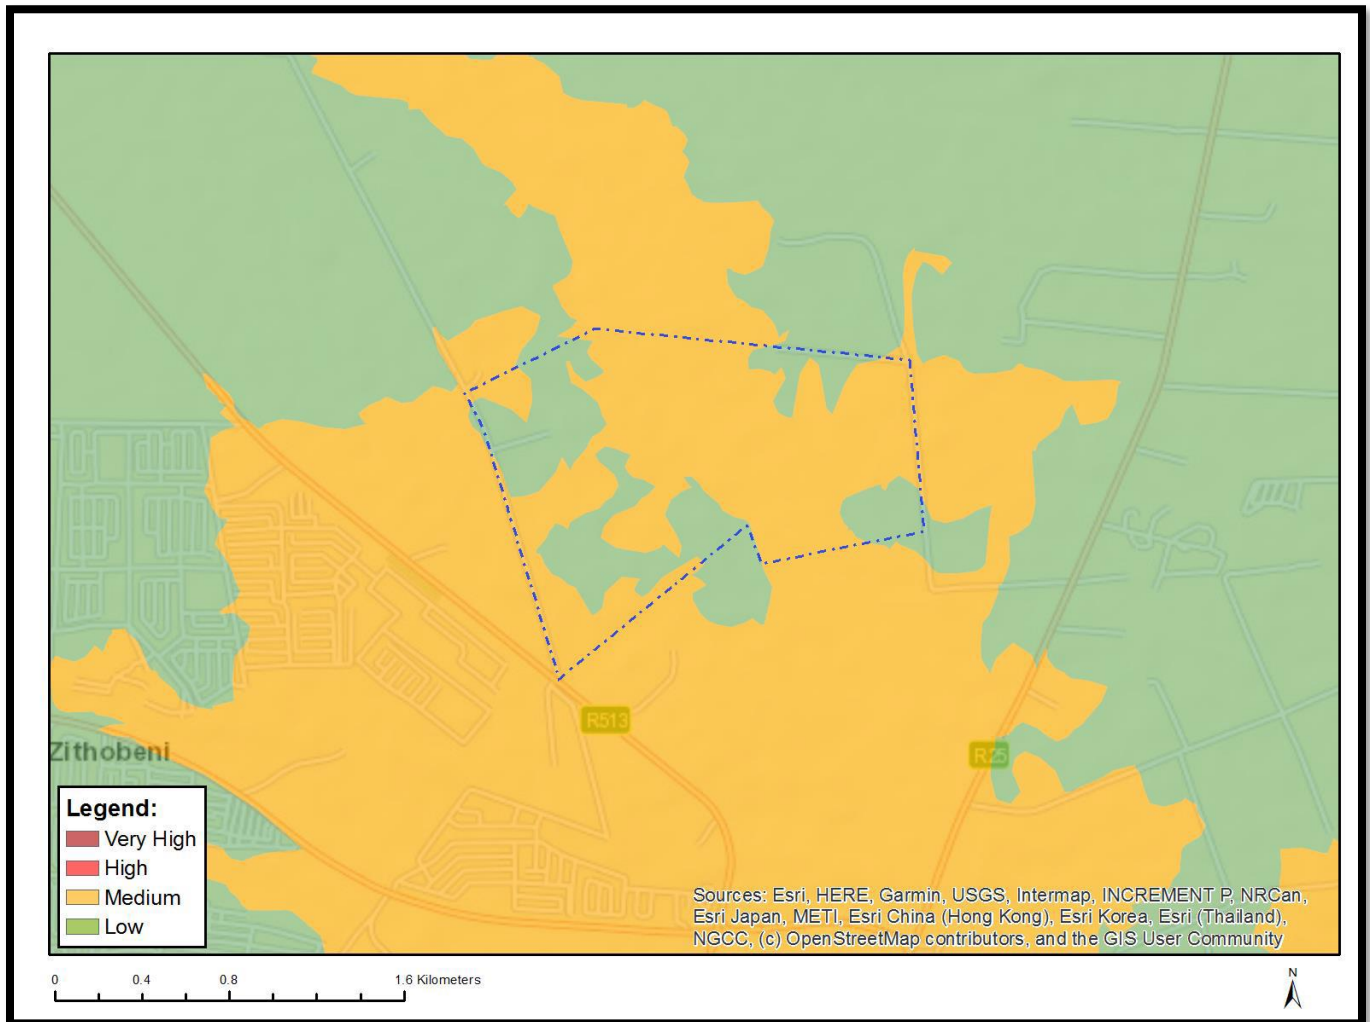 R513
R25
Zithobeni
Legend:
Very High
High
Medium
Low
Sources: Esri, HERE, Garmin, USGS, Intermap, INCREMENT P, NRCan,
Esri Japan, METI, Esri China (Hong Kong), Esri Korea, Esri (Thailand),
NGCC, (c) OpenStreetMap contributors, and the GIS User Community
0 0.4 0.8 1.6 Kilometers
N